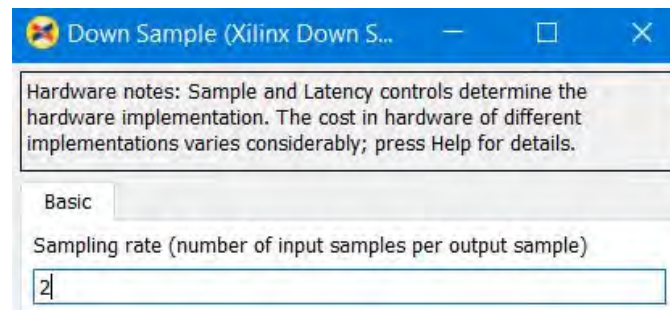 Down Sample (Xilinx Down S...
Hardware notes: Sample and Latency controls determine the
hardware implementation. The cost in hardware of different
implementations varies considerably; press Help for details.
Basic
Sampling rate (number of input samples per output sample)
2